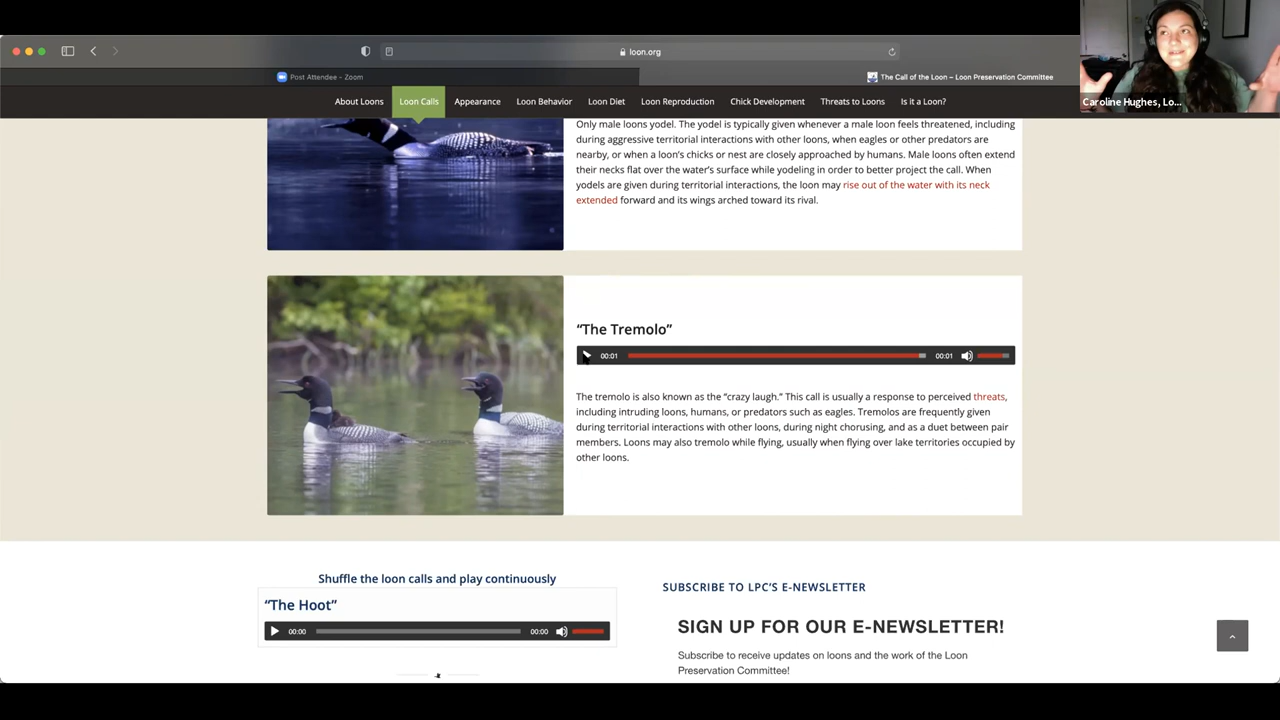 loon.org
Post Attendee - Zoom
The Call of the Loon – Loon Preservation Committee
Caroline Hughes, Lo...
About Loons
Loon Calls
Appearance
Loon Behavior
Loon Diet
Loon Reproduction
Chick Development
Threats to Loons
Is it a Loon?
Only male loons yodel. The yodel is typically given whenever a male loon feels threatened, including
during aggressive territorial interactions with other loons, when eagles or other predators are
nearby, or when a loon's chicks or nest are closely approached by humans. Male loons often extend
their necks flat over the water's surface while yodeling in order to better project the call. When
yodels are given during territorial interactions, the loon may rise out of the water with its neck
extended forward and its wings arched toward its rival.
“The Tremolo”
00:01
00:01
The tremolo is also known as the “crazy laugh.” This call is usually a response to perceived threats,
including intruding loons, humans, or predators such as eagles. Tremolos are frequently given
during territorial interactions with other loons, during night chorusing, and as a duet between pair
members. Loons may also tremolo while flying, usually when flying over lake territories occupied by
other loons.
Shuffle the loon calls and play continuously
“The Hoot”
00:00
00:00
SUBSCRIBE TO LPC'S E-NEWSLETTER
SIGN UP FOR OUR E-NEWSLETTER!
Subscribe to receive updates on loons and the work of the Loon
Preservation Committee!